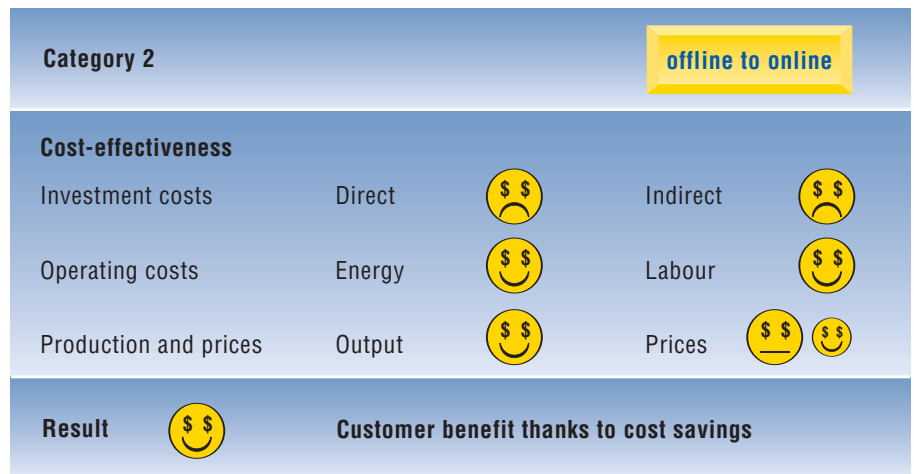 Category 2
offline to online
Cost-effectiveness
Investment costs Direct $ $ Indirect $ $
Operating costs Energy $ $ Labour $ $
Production and prices Output $ $ Prices $ $ $ $
Result $ $ Customer benefit thanks to cost savings